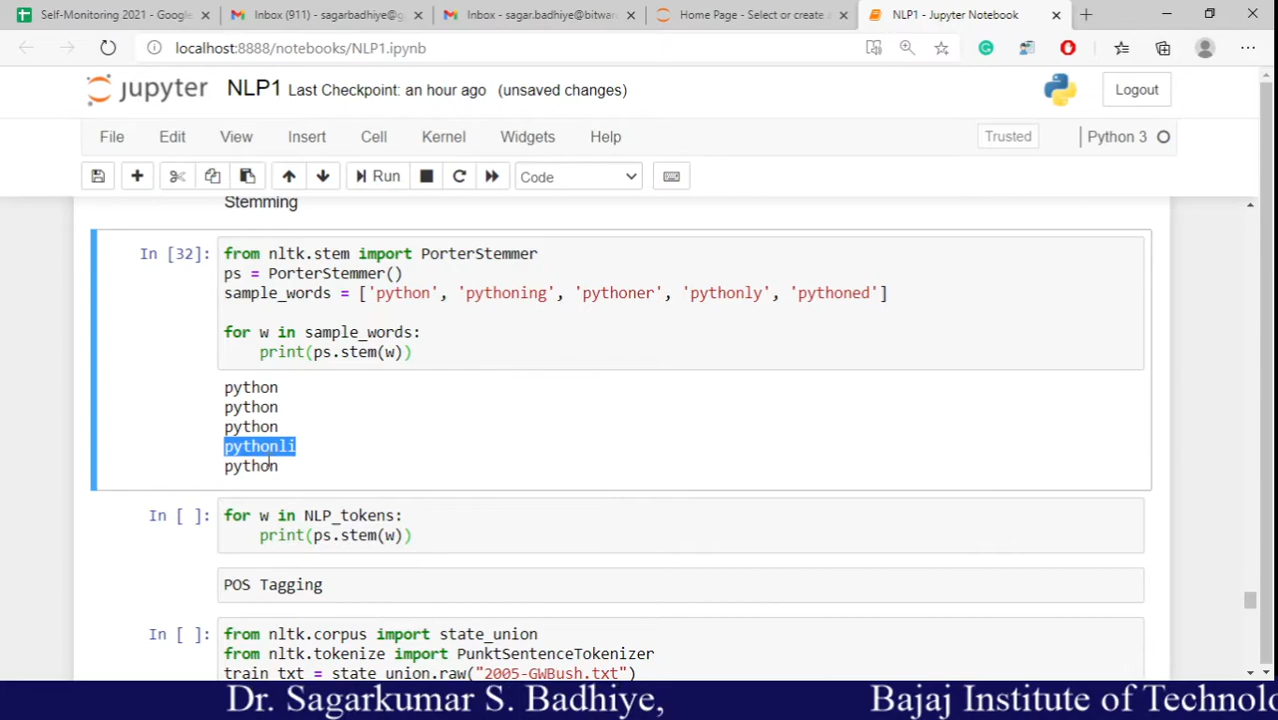 Self-Monitoring 2021 - Google
Inbox (911) - sagarbadhiye@g
Inbox - sagar.badhiye@bitwar
Home Page - Select or create a
NLP1 - Jupyter Notebook
localhost:8888/notebooks/NLP1.ipynb
jupyter NLP1 Last Checkpoint: an hour ago (unsaved changes)
Logout
File Edit View Insert Cell Kernel Widgets Help
Trusted
Python 3
Run
Code
Stemming
In [32]: from nltk.stem import PorterStemmer
ps = PorterStemmer()
sample_words = ['python', 'pythoning', 'pythoner', 'pythonly', 'pythoned']
for w in sample_words:
print(ps.stem(w))
python
python
python
pythonli
python
In [ ]: for w in NLP_tokens:
print(ps.stem(w))
POS Tagging
In [ ]: from nltk.corpus import state_union
from nltk.tokenize import PunktSentenceTokenizer
train_txt = state_union.raw("2005-GWBush.txt")
Dr. Sagarkumar S. Badhiye, Bajaj Institute of Technolo